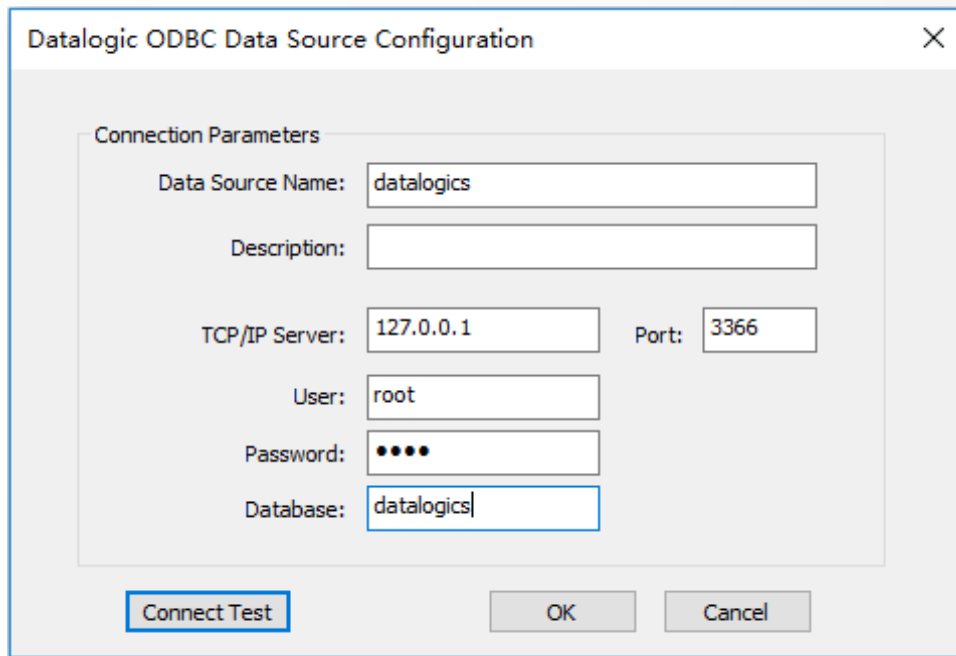 Datalogic ODBC Data Source Configuration
Connection Parameters
Data Source Name: datalogics
Description:
TCP/IP Server: 127.0.0.1 Port: 3366
User: root
Password: ••••
Database: datalogics
Connect Test OK Cancel